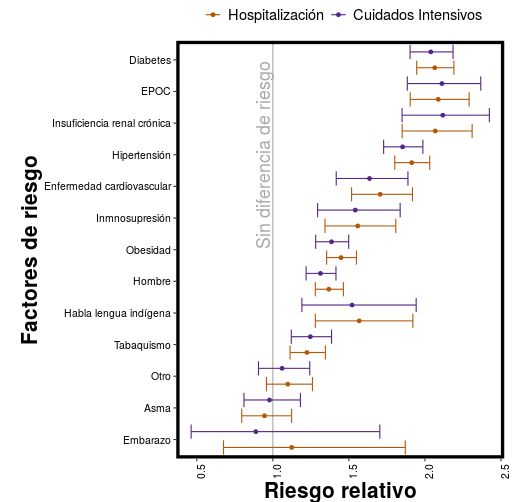 Hospitalización Cuidados Intensivos
Factores de riesgo
Diabetes
EPOC
Insuficiencia renal crónica
Hipertensión
Enfermedad cardiovascular
Inmnosupresión
Obesidad
Hombre
Habla lengua indígena
Tabaquismo
Otro
Asma
Embarazo
Sin diferencia de riesgo
0.5 1.0 1.5 2.0 2.5
Riesgo relativo